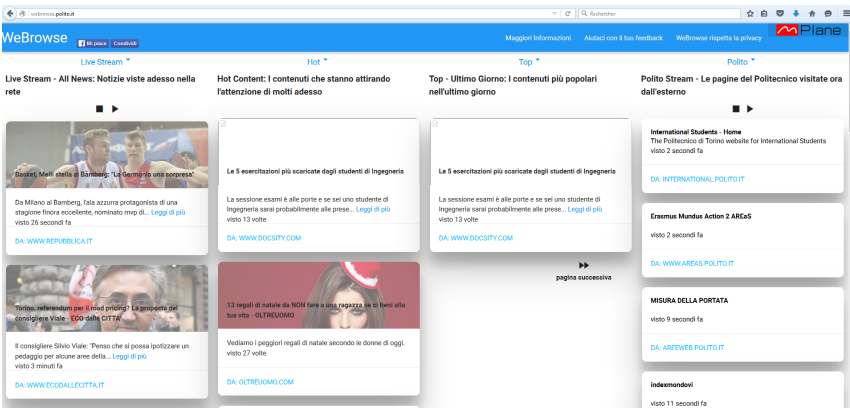 webrowse.polito.it
Rechercher
WeBrowse
Mi piace
Condividi
Maggiori Informazioni
Aiutaci con il tuo feedback
WeBrowse rispetta la privacy
mPlane
Live Stream
Live Stream - All News: Notizie viste adesso nella
rete
Basket, Melli stella al Bamberg: "La Germania una sorpresa"
Da Milano al Bamberg, l'ala azzurra protagonista di una
stagione finora eccellente, nominato mvp di... Leggi di più
visto 26 secondi fa
DA: WWW.REPUBBLICA.IT
Torino, referendum per il road pricing? La proposta del
consigliere Viale - ECO dalle CITTA'
Il consigliere Silvio Viale: "Penso che si possa ipotizzare un
pedaggio per alcune aree della... Leggi di più
visto 3 minuti fa
DA: WWW.ECODALLECITTA.IT
Hot
Hot Content: I contenuti che stanno attirando
l'attenzione di molti adesso
Le 5 esercitazioni più scaricate dagli studenti di Ingegneria
La sessione esami è alle porte e se sei uno studente di
Ingegneria sarai probabilmente alle prese... Leggi di più
visto 13 volte
DA: WWW.DOCSITY.COM
13 regali di natale da NON fare a una ragazza se ci tieni alla
tua vita - OLTREUOMO
Vediamo i peggiori regali di natale secondo le donne di oggi.
visto 27 volte
DA: OLTREUOMO.COM
Top
Top - Ultimo Giorno: I contenuti più popolari
nell'ultimo giorno
Le 5 esercitazioni più scaricate dagli studenti di Ingegneria
La sessione esami è alle porte e se sei uno studente di
Ingegneria sarai probabilmente alle prese... Leggi di più
visto 13 volte
DA: WWW.DOCSITY.COM
pagina successiva
Polito
Polito Stream - Le pagine del Politecnico visitate ora
dall'esterno
International Students - Home
The Politecnico di Torino website for International Students
visto 2 secondi fa
DA: INTERNATIONAL.POLITO.IT
Erasmus Mundus Action 2 AREaS
visto 2 secondi fa
DA: WWW.AREAS.POLITO.IT
MISURA DELLA PORTATA
visto 9 secondi fa
DA: AREEWEB.POLITO.IT
indexmondovi
visto 11 secondi fa